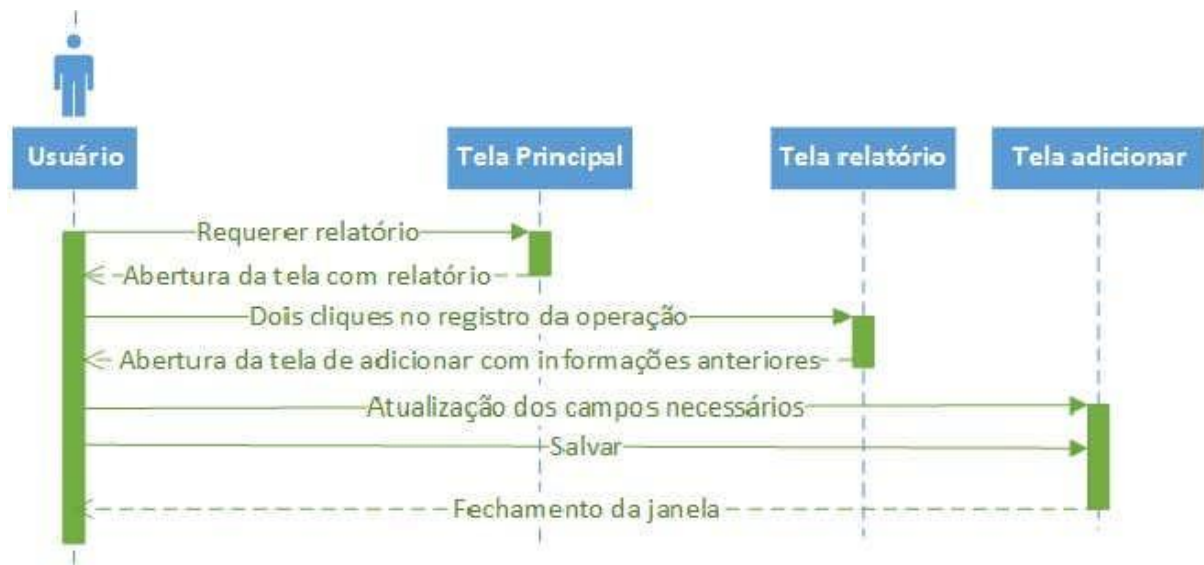 Usuário
Tela Principal
Tela relatório
Tela adicionar
Requerer relatório
Abertura da tela com relatório
Dois cliques no registro da operação
Abertura da tela de adicionar com informações anteriores
Atualização dos campos necessários
Salvar
Fechamento da janela